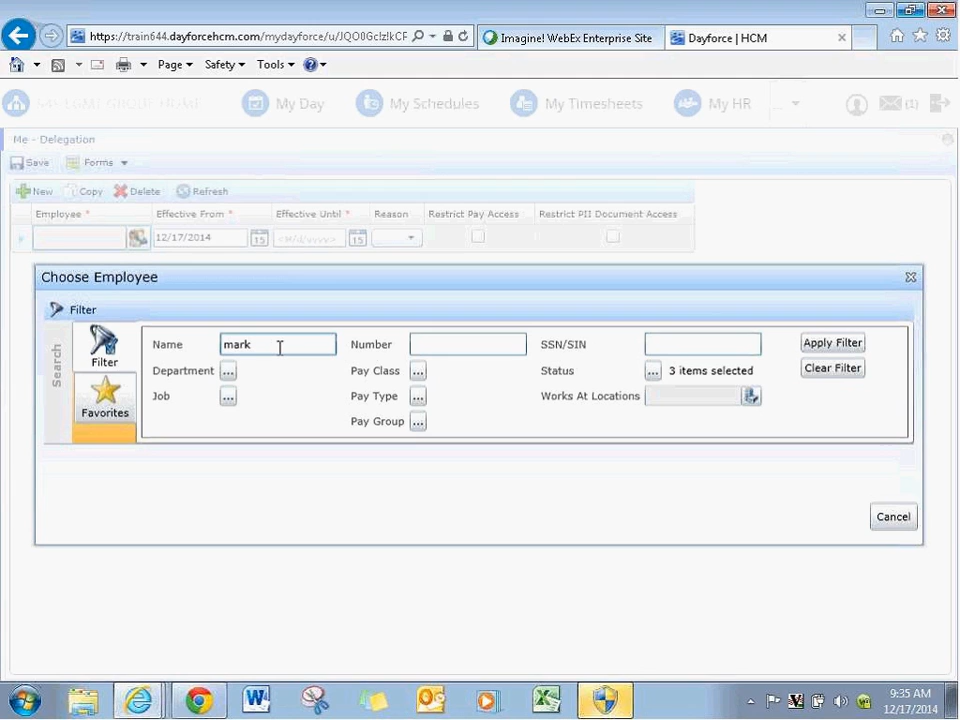 https://train644.dayforcehcm.com/mydayforce/u/JQO0Gclzlk
Imagine! WebEx Enterprise Site
Dayforce | HCM
Page Safety Tools
My Day My Schedules My Timesheets My HR ... (1)
Me - Delegation
Save Forms
New Copy Delete Refresh
Employee * Effective From * Effective Until * Reason Restrict Pay Access Restrict PII Document Access
12/17/2014 15 <M/d/yyyy> 15
Choose Employee
Filter
Search
Filter
Favorites
Name mark Number SSN/SIN Apply Filter
Department ... Pay Class ... Status ... 3 items selected Clear Filter
Job ... Pay Type ... Works At Locations
Pay Group ...
Cancel
9:35 AM
12/17/2014